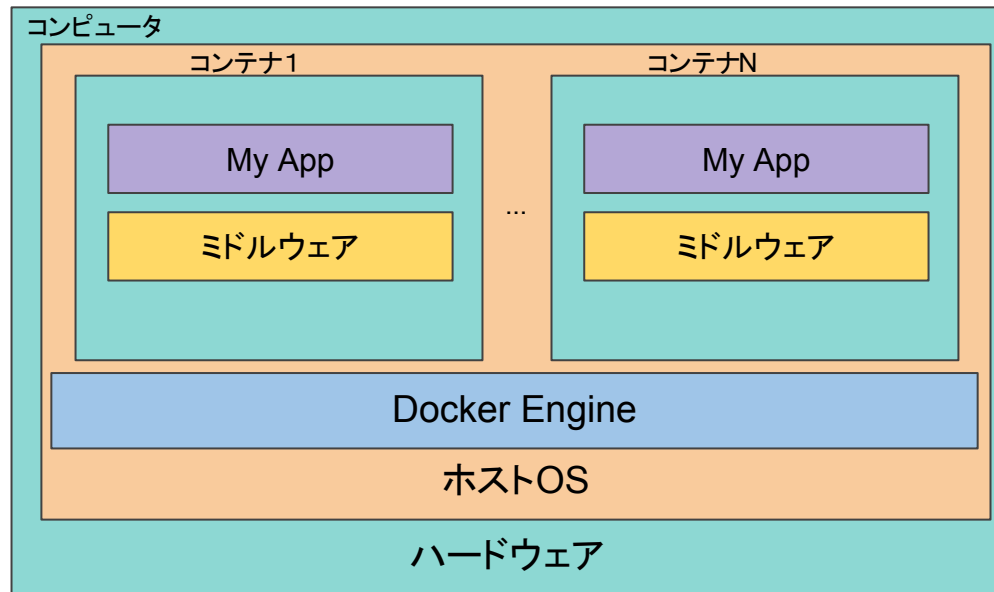 コンピュータ
コンテナ1
コンテナN
My App
My App
...
ミドルウェア
ミドルウェア
Docker Engine
ホストOS
ハードウェア